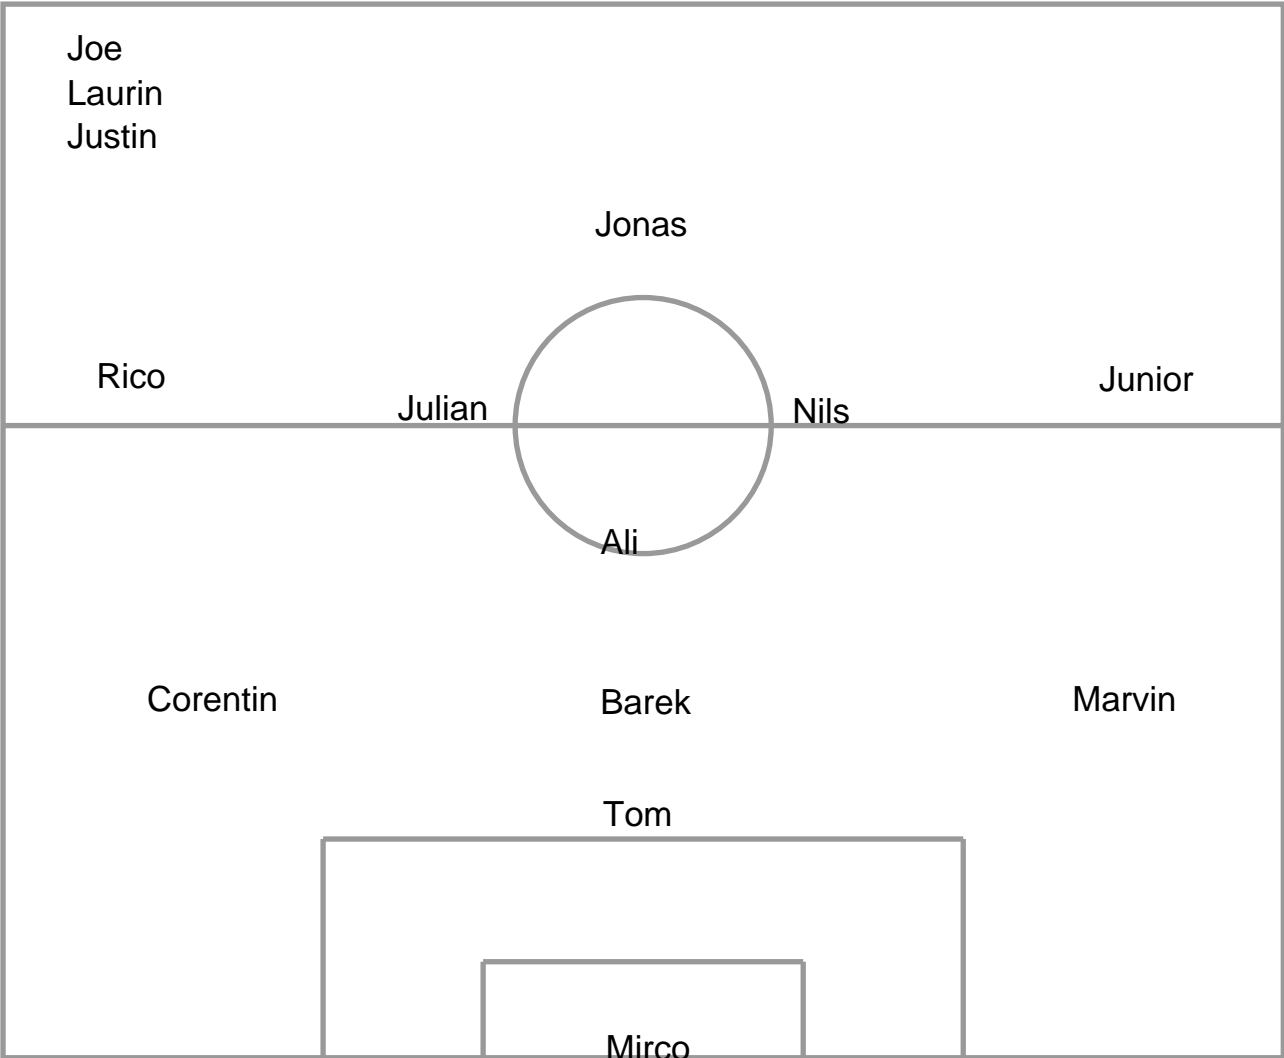 Joe
Laurin
Justin
Jonas
Rico
Junior
Julian
Nils
Ali
Corentin
Barek
Marvin
Tom
Mirco